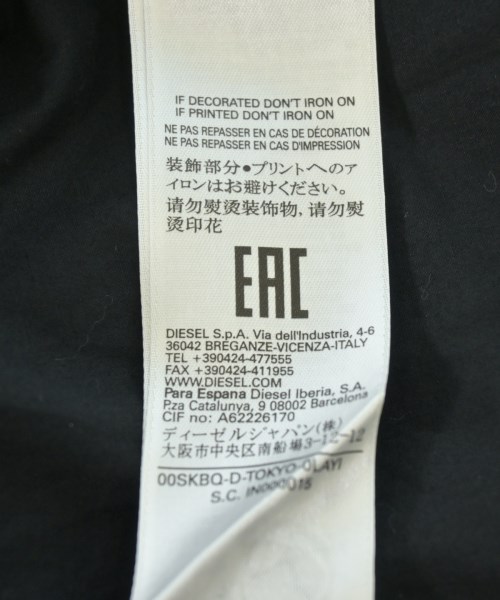 IF DECORATED DON'T IRON ON
IF PRINTED DON'T IRON ON
NE PAS REPASSER EN CAS DE DÉCORATION
NE PAS REPASSER EN CAS D'IMPRESSION
装飾部分●プリントへのア
イロンはお避けください。
请勿熨烫装饰物, 请勿熨
烫印花
EAC
DIESEL S.p.A. Via dell'Industria, 4-6
36042 BREGANZE-VICENZA-ITALY
TEL +390424-477555
FAX +390424-411955
WWW.DIESEL.COM
Para Espana Diesel Iberia, S.A.
P.za Catalunya, 9 08002 Barcelona
CIF no: A62226170
ディーゼルジャパン(株)
大阪市中央区南船場3-12-12
00SKBQ-D-TOKYO-0LAYI
S.C.